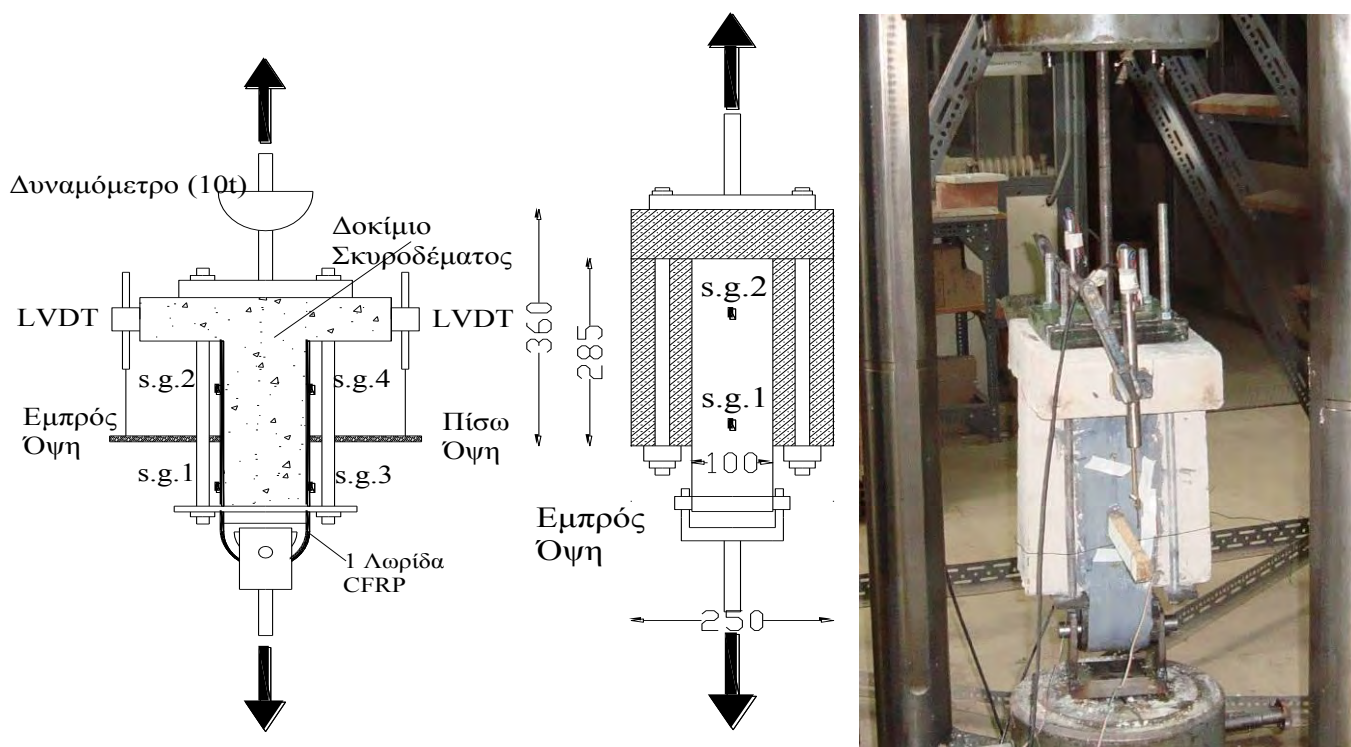 Δυναμόμετρο (10t)
Δοκίμιο
Σκυροδέματος
LVDT
LVDT
s.g.2
s.g.4
Εμπρός
Όψη
Πίσω
Όψη
s.g.1
s.g.3
1 Λωρίδα
CFRP
360
285
s.g.2
s.g.1
100
Εμπρός
Όψη
250